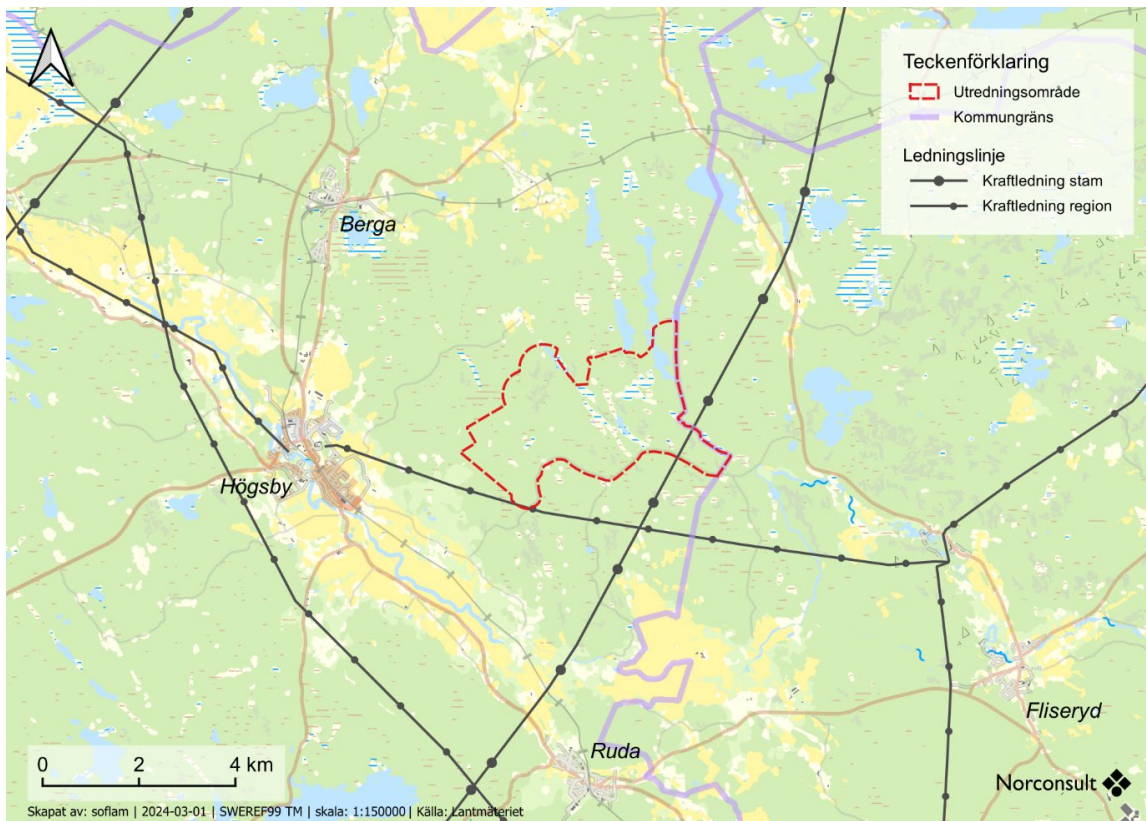 Teckenförklaring
Utredningsområde
Kommungräns
Ledningslinje
Kraftledning stam
Kraftledning region
Berga
Högsby
Fliseryd
Ruda
0 2 4 km
Norconsult
Skapat av: soflam | 2024-03-01 | SWEREF99 TM | skala: 1:150000 | Källa: Lantmäteriet